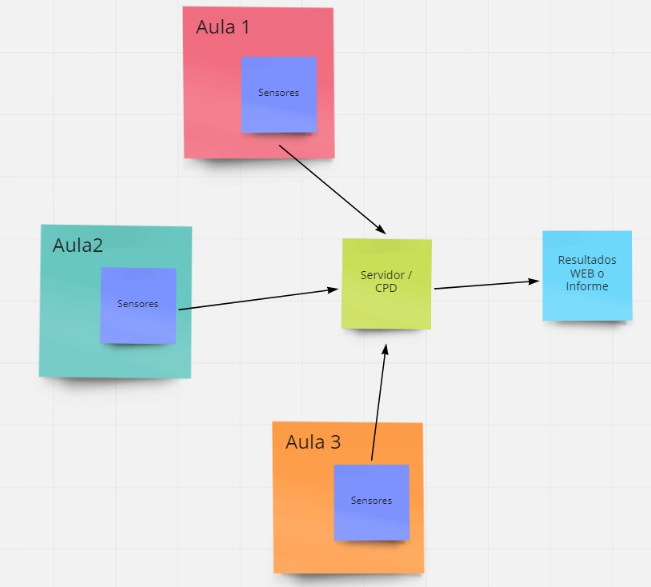 Aula 1
Sensores
Aula2
Sensores
Servidor /
CPD
Resultados
WEB o
Informe
Aula 3
Sensores